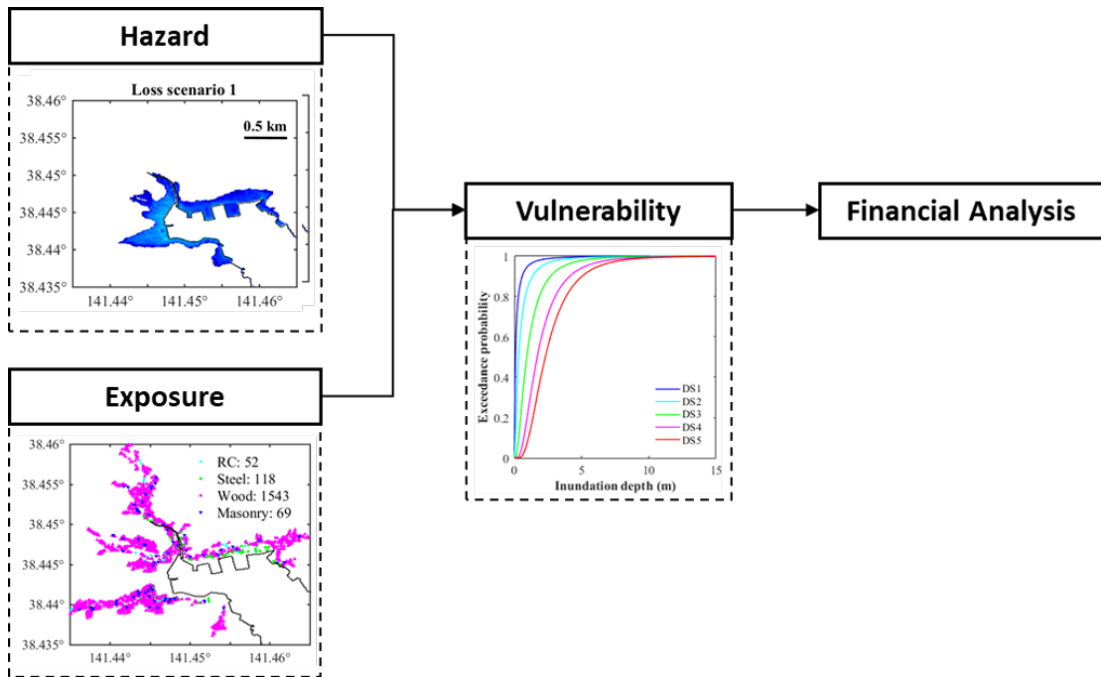 Hazard
Loss scenario 1
38.46°
38.455°
38.45°
38.445°
38.44°
38.435°
0.5 km
141.44° 141.45° 141.46°
Exposure
38.46°
38.455°
38.45°
38.445°
38.44°
38.435°
RC: 52
Steel: 118
Wood: 1543
Masonry: 69
141.44° 141.45° 141.46°
Vulnerability
Exceedance probability
1
0.8
0.6
0.4
0.2
0
DS1
DS2
DS3
DS4
DS5
0 5 10 15
Inundation depth (m)
Financial Analysis